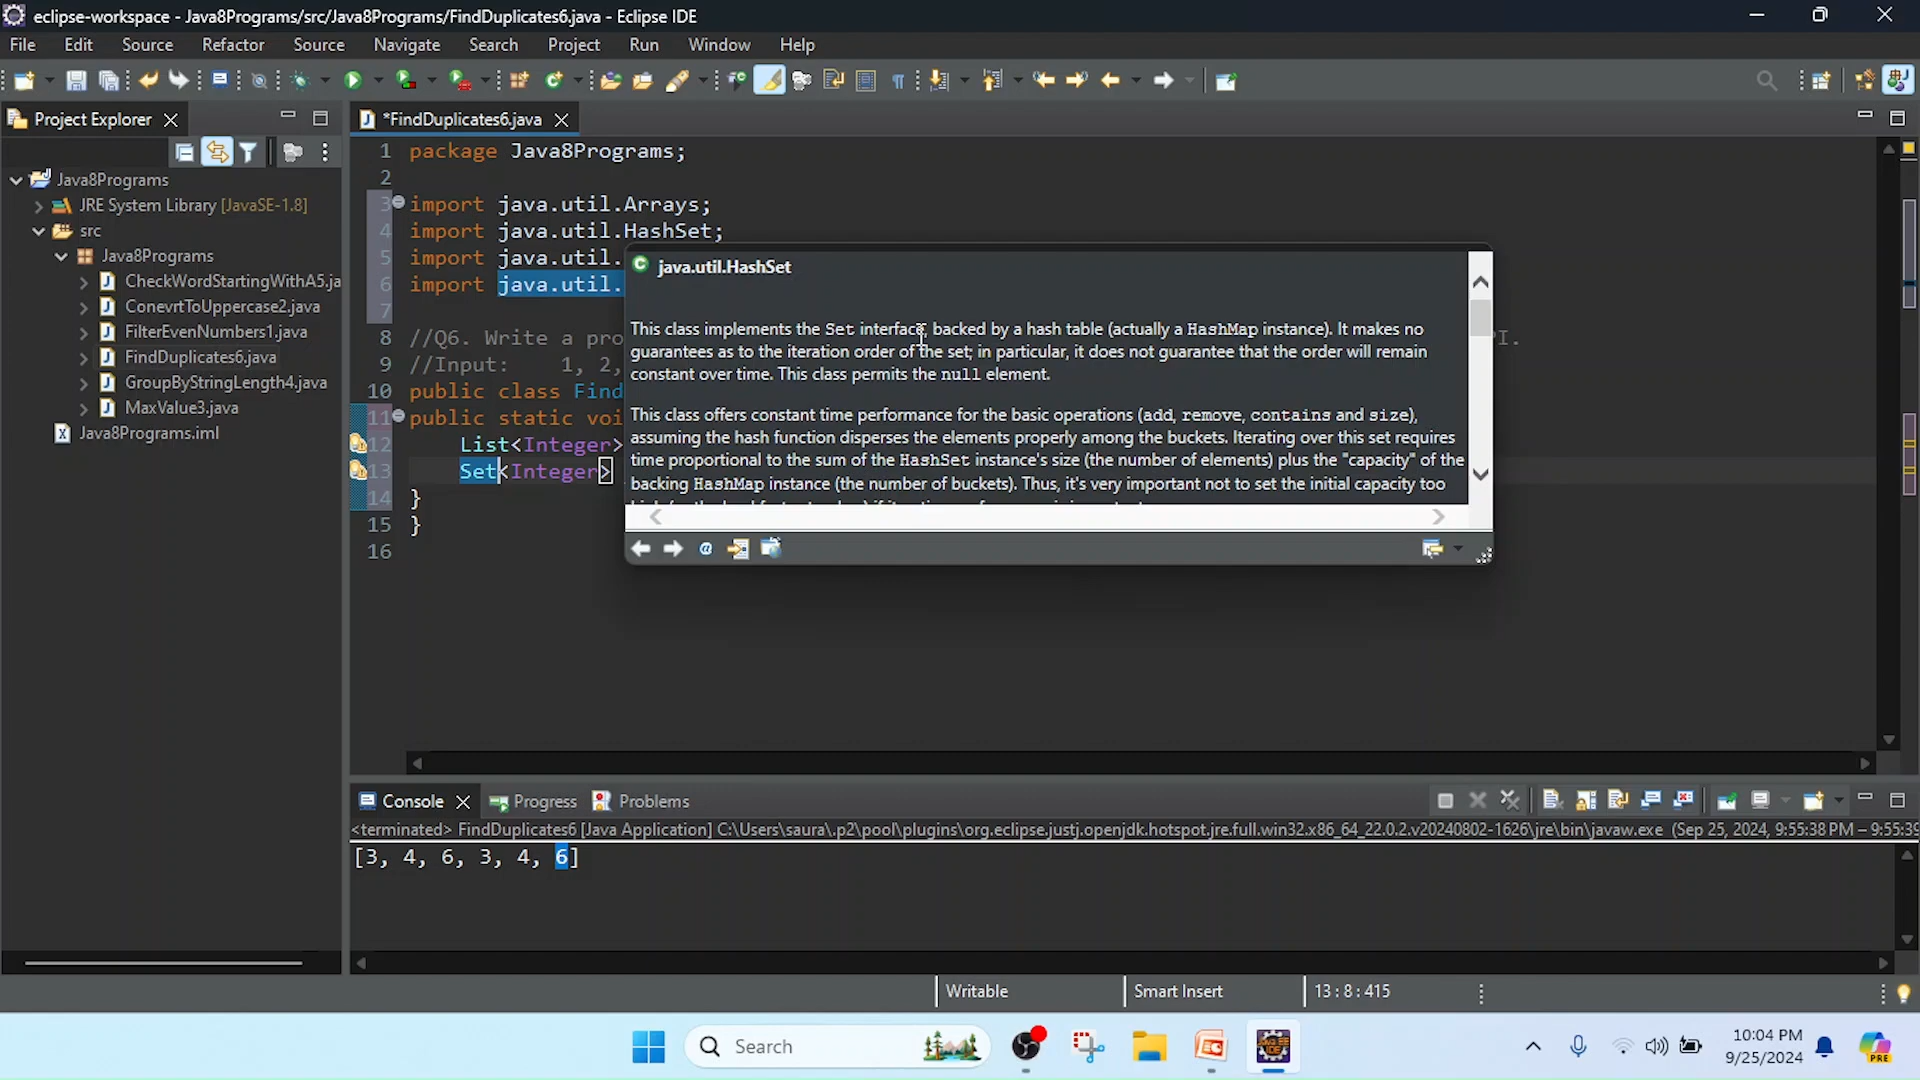 eclipse-workspace - Java8Programs/src/Java8Programs/FindDuplicates6.java - Eclipse IDE
File Edit Source Refactor Source Navigate Search Project Run Window Help
Project Explorer
*FindDuplicates6.java
Java8Programs
JRE System Library [JavaSE-1.8]
src
Java8Programs
CheckWordStartingWithA5.ja
ConevrtToUppercase2.java
FilterEvenNumbers1.java
FindDuplicates6.java
GroupByStringLength4.java
MaxValue3.java
Java8Programs.iml
1 package Java8Programs;
2
3 import java.util.Arrays;
4 import java.util.HashSet;
5 import java.util.
6 import java.util.
7
8 //Q6. Write a pro PI.
9 //Input: 1, 2,
10 public class Find
11 public static voi
12 List<Integer>
13 Set<Integer>
14 }
15 }
16
java.util.HashSet
This class implements the Set interface, backed by a hash table (actually a HashMap instance). It makes no
guarantees as to the iteration order of the set; in particular, it does not guarantee that the order will remain
constant over time. This class permits the null element.
This class offers constant time performance for the basic operations (add, remove, contains and size),
assuming the hash function disperses the elements properly among the buckets. Iterating over this set requires
time proportional to the sum of the HashSet instance's size (the number of elements) plus the "capacity" of the
backing HashMap instance (the number of buckets). Thus, it's very important not to set the initial capacity too
Console Progress Problems
<terminated> FindDuplicates6 [Java Application] C:\Users\saura\.p2\pool\plugins\org.eclipse.justj.openjdk.hotspot.jre.full.win32.x86_64_22.0.2.v20240802-1626\jre\bin\javaw.exe (Sep 25, 2024, 9:55:38 PM – 9:55:39
[3, 4, 6, 3, 4, 6]
Writable Smart Insert 13 : 8 : 415
Search
10:04 PM
9/25/2024
PRE